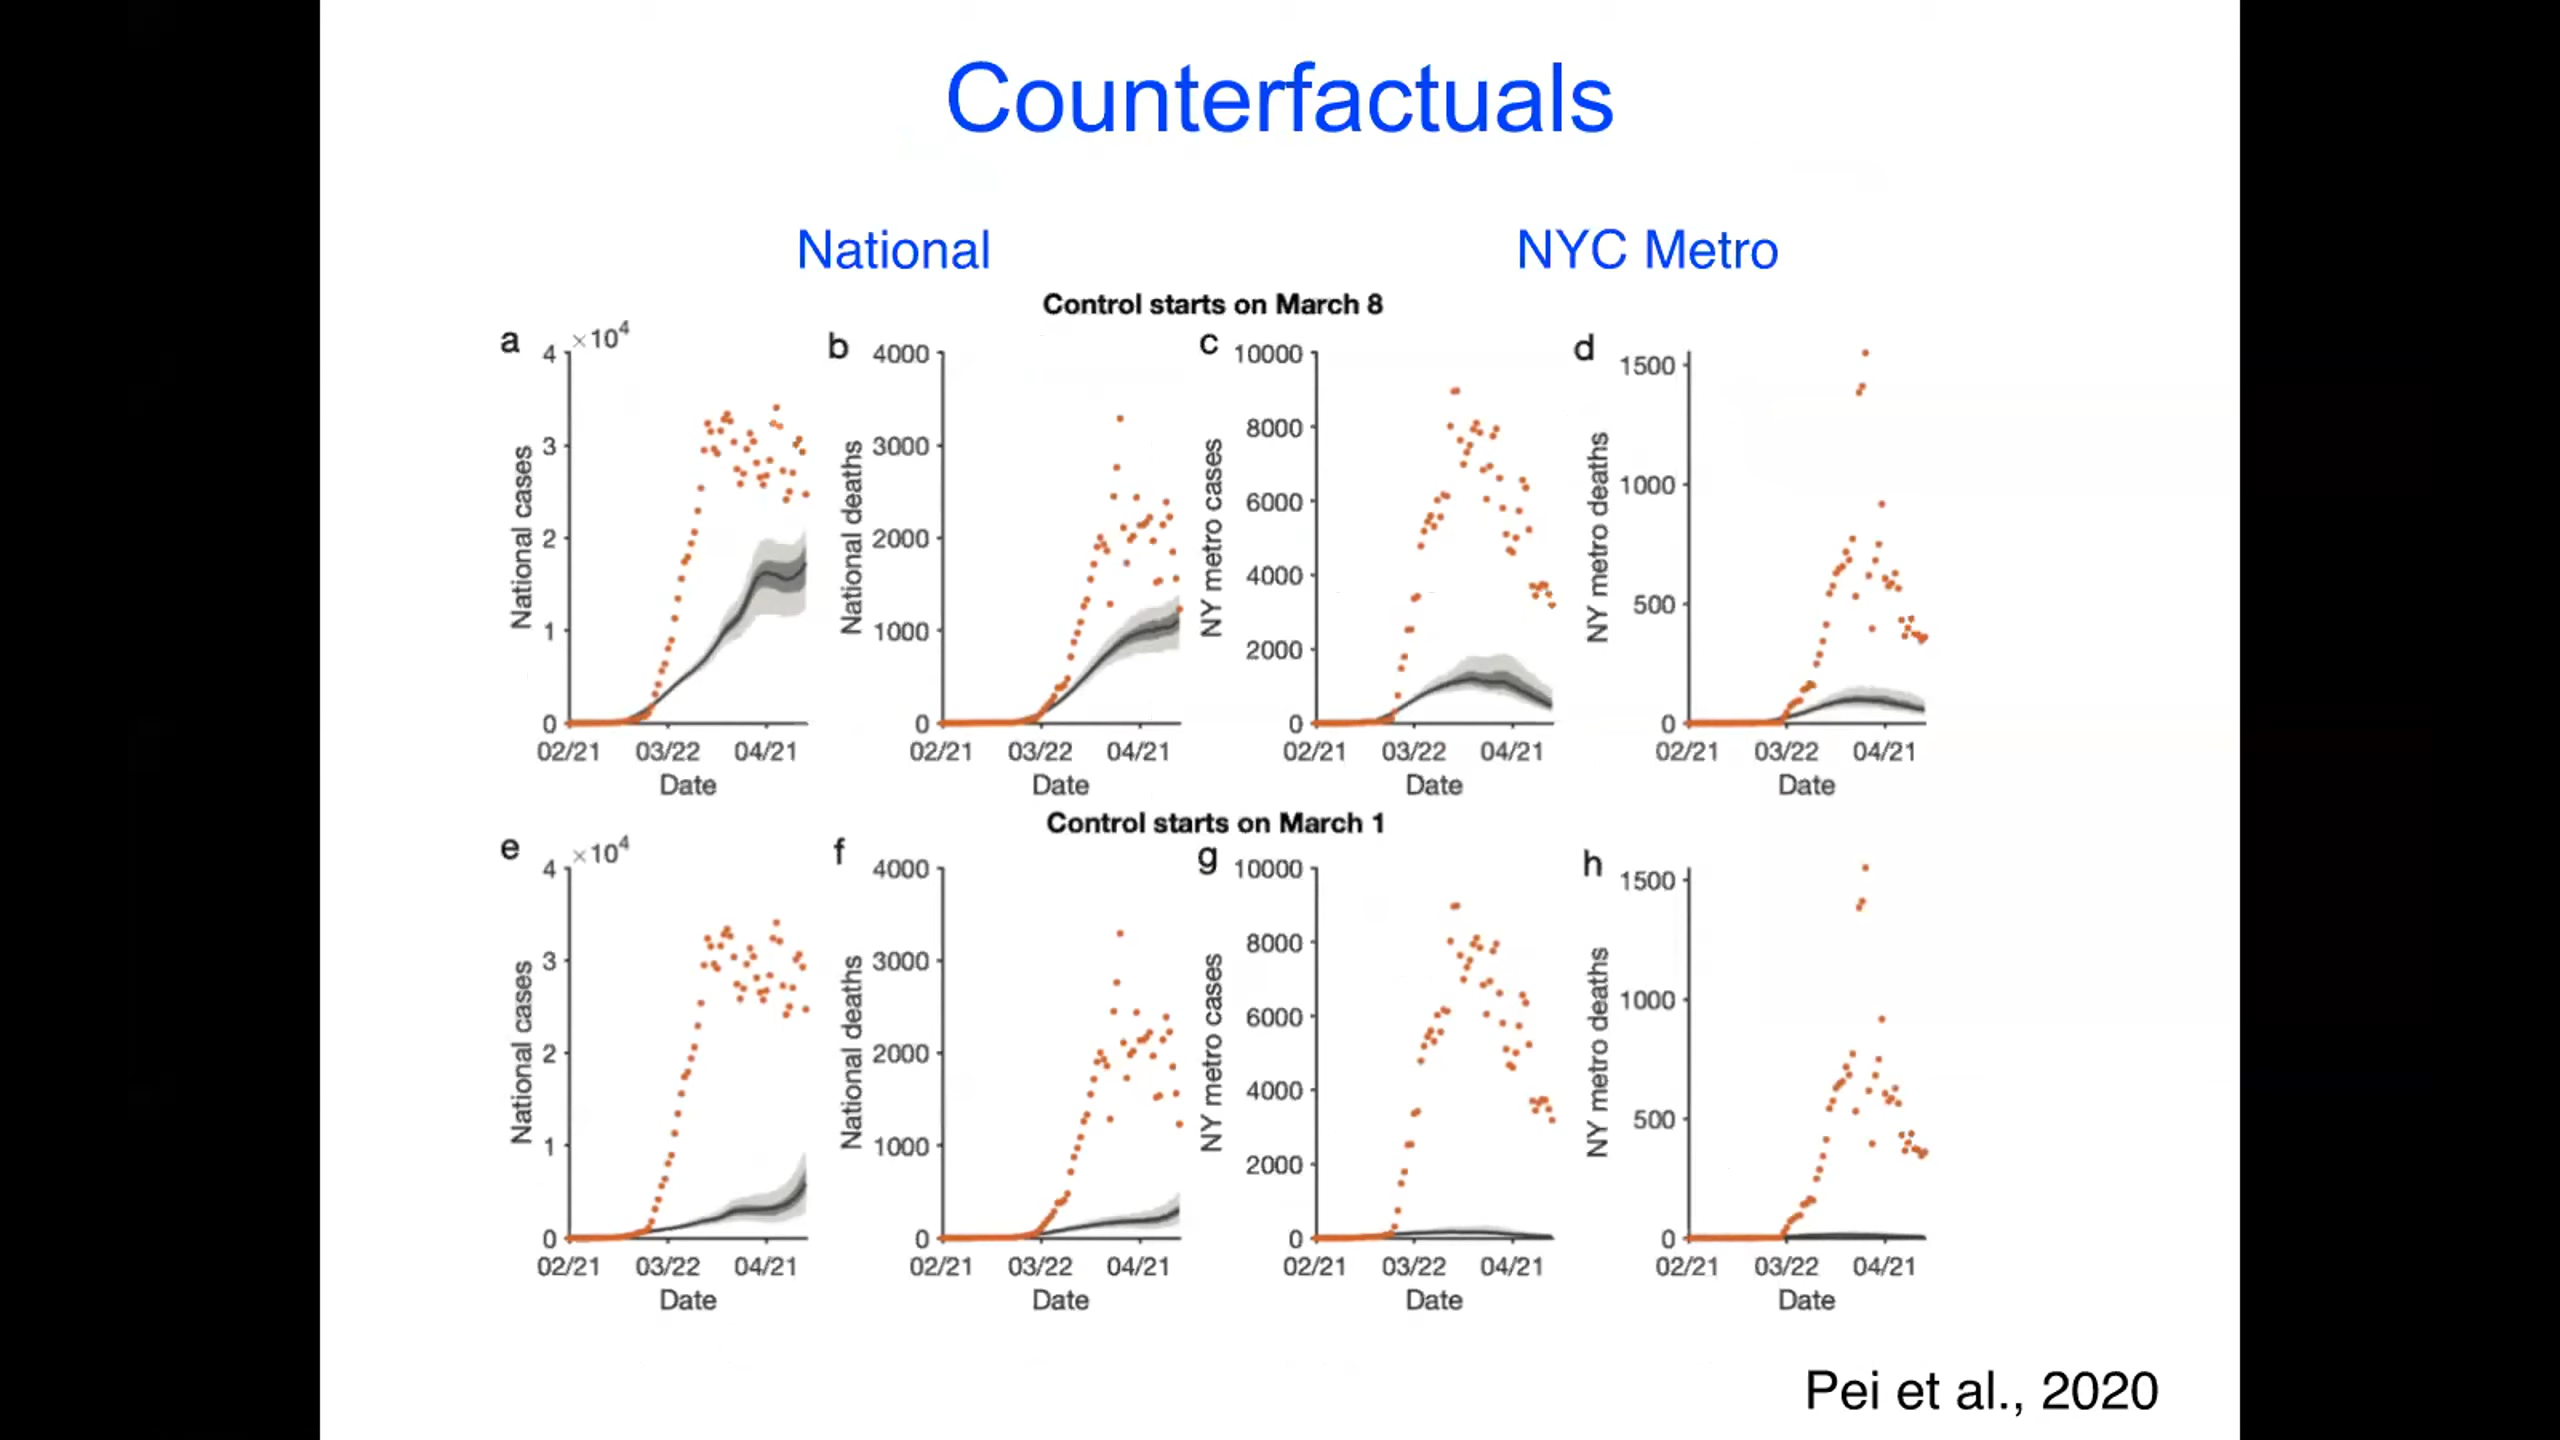 Counterfactuals
National
NYC Metro
Control starts on March 8
a
×10⁴
4
3
2
1
0
National cases
02/21 03/22 04/21
Date
b
4000
3000
2000
1000
0
National deaths
02/21 03/22 04/21
Date
c
10000
8000
6000
4000
2000
0
NY metro cases
02/21 03/22 04/21
Date
d
1500
1000
500
0
NY metro deaths
02/21 03/22 04/21
Date
Control starts on March 1
e
×10⁴
4
3
2
1
0
National cases
02/21 03/22 04/21
Date
f
4000
3000
2000
1000
0
National deaths
02/21 03/22 04/21
Date
g
10000
8000
6000
4000
2000
0
NY metro cases
02/21 03/22 04/21
Date
h
1500
1000
500
0
NY metro deaths
02/21 03/22 04/21
Date
Pei et al., 2020